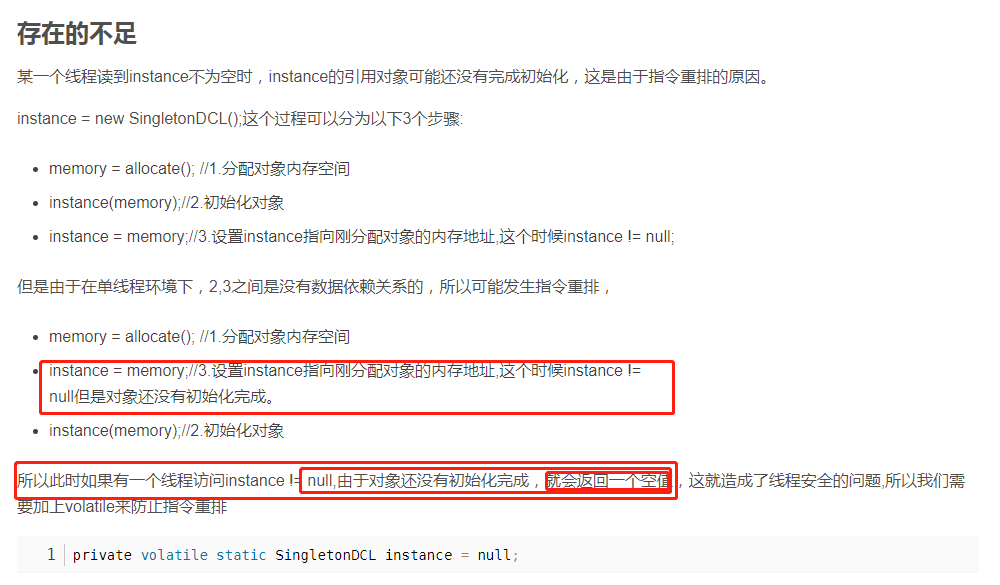 存在的不足
某一个线程读到instance不为空时，instance的引用对象可能还没有完成初始化，这是由于指令重排的原因。
instance = new SingletonDCL();这个过程可以分为以下3个步骤:
• memory = allocate(); //1.分配对象内存空间
• instance(memory);//2.初始化对象
• instance = memory;//3.设置instance指向刚分配对象的内存地址,这个时候instance != null;
但是由于在单线程环境下，2,3之间是没有数据依赖关系的，所以可能发生指令重排，
• memory = allocate(); //1.分配对象内存空间
• instance = memory;//3.设置instance指向刚分配对象的内存地址,这个时候instance !=
null但是对象还没有初始化完成。
• instance(memory);//2.初始化对象
所以此时如果有一个线程访问instance != null,由于对象还没有初始化完成，就会返回一个空值，这就造成了线程安全的问题,所以我们需
要加上volatile来防止指令重排
1 private volatile static SingletonDCL instance = null;